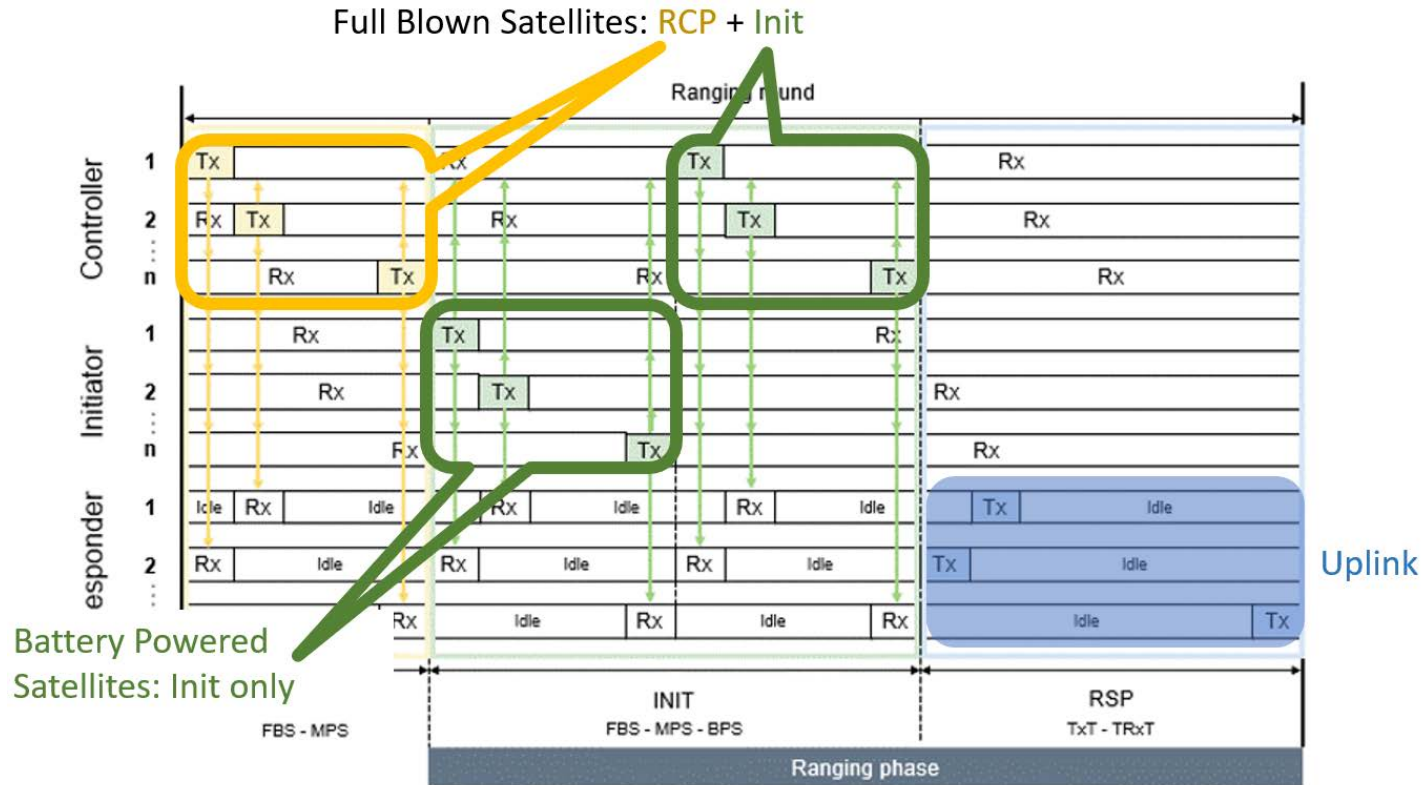 Full Blown Satellites: RCP + Init
Ranging round
Controller
1 Tx Rx Tx Rx
2 Rx Tx Rx Tx Rx
n Rx Tx Rx Tx Rx
Initiator
1 Rx Tx Rx
2 Rx Tx Rx
n Rx Tx Rx
esponder
1 Idle Rx Idle Rx Idle Rx Idle Tx Idle
2 Rx Idle Rx Idle Rx Idle Tx Idle
Rx Idle Rx Idle Rx Idle Tx
Uplink
Battery Powered
Satellites: Init only
INIT RSP
FBS - MPS FBS - MPS - BPS TxT - TRxT
Ranging phase